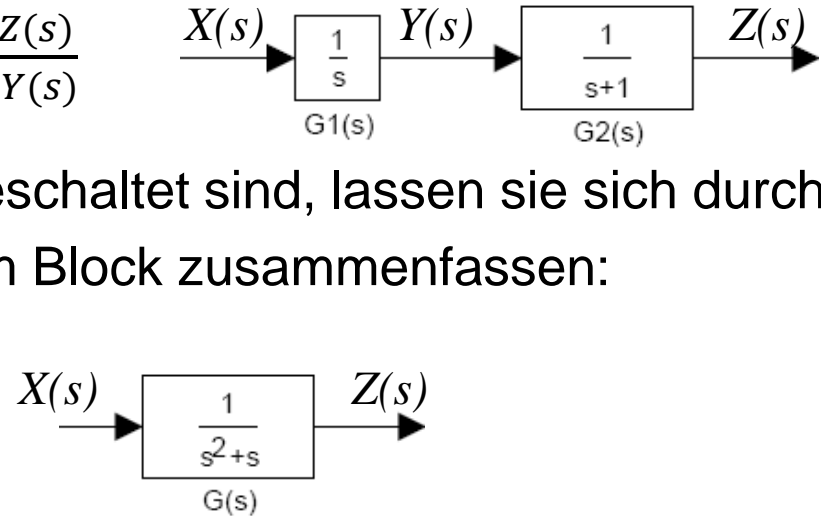 Z(s)
Y(s)
X(s) 1/s Y(s) 1/s+1 Z(s)
G1(s) G2(s)
eschaltet sind, lassen sie sich durch
Block zusammenfassen:
X(s) 1/s²+s Z(s)
G(s)